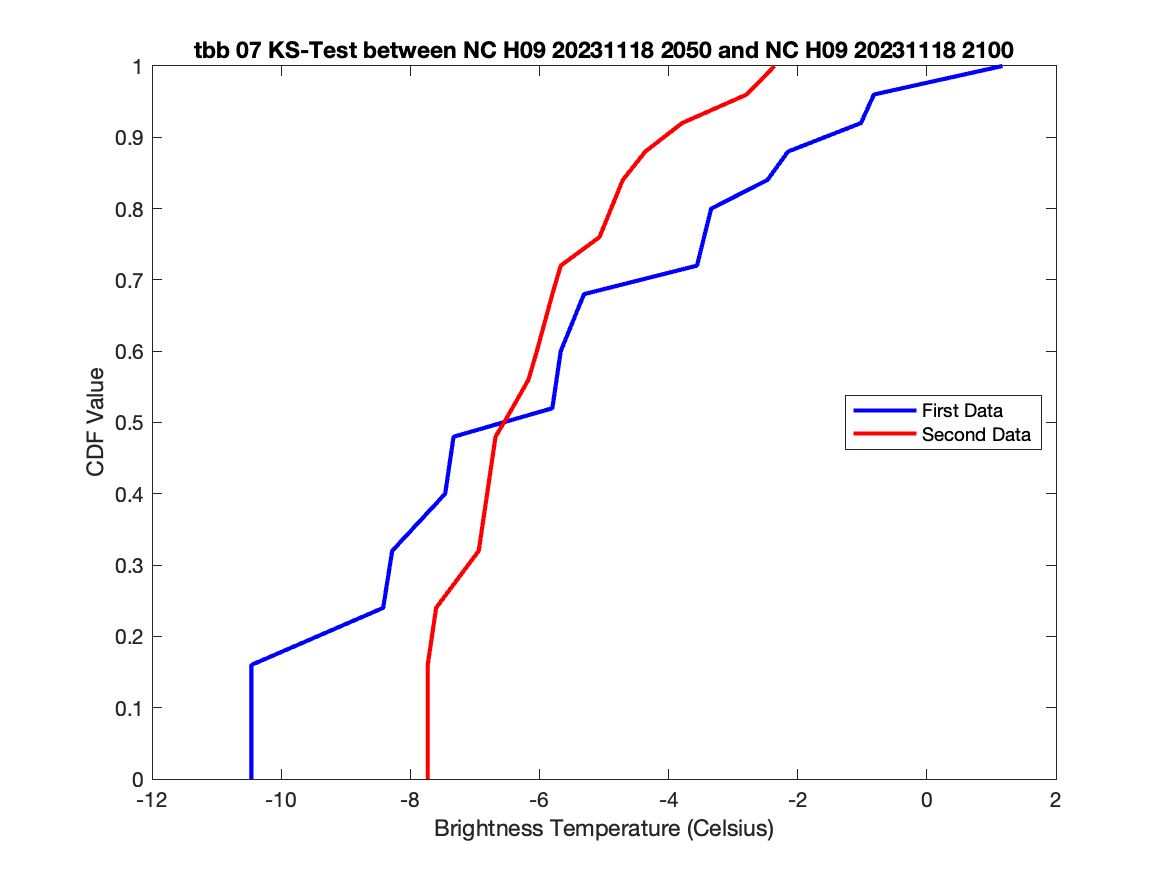 tbb 07 KS-Test between NC H09 20231118 2050 and NC H09 20231118 2100
1
0.9
0.8
0.7
0.6
0.5
0.4
0.3
0.2
0.1
0
CDF Value
First Data
Second Data
-12 -10 -8 -6 -4 -2 0 2
Brightness Temperature (Celsius)